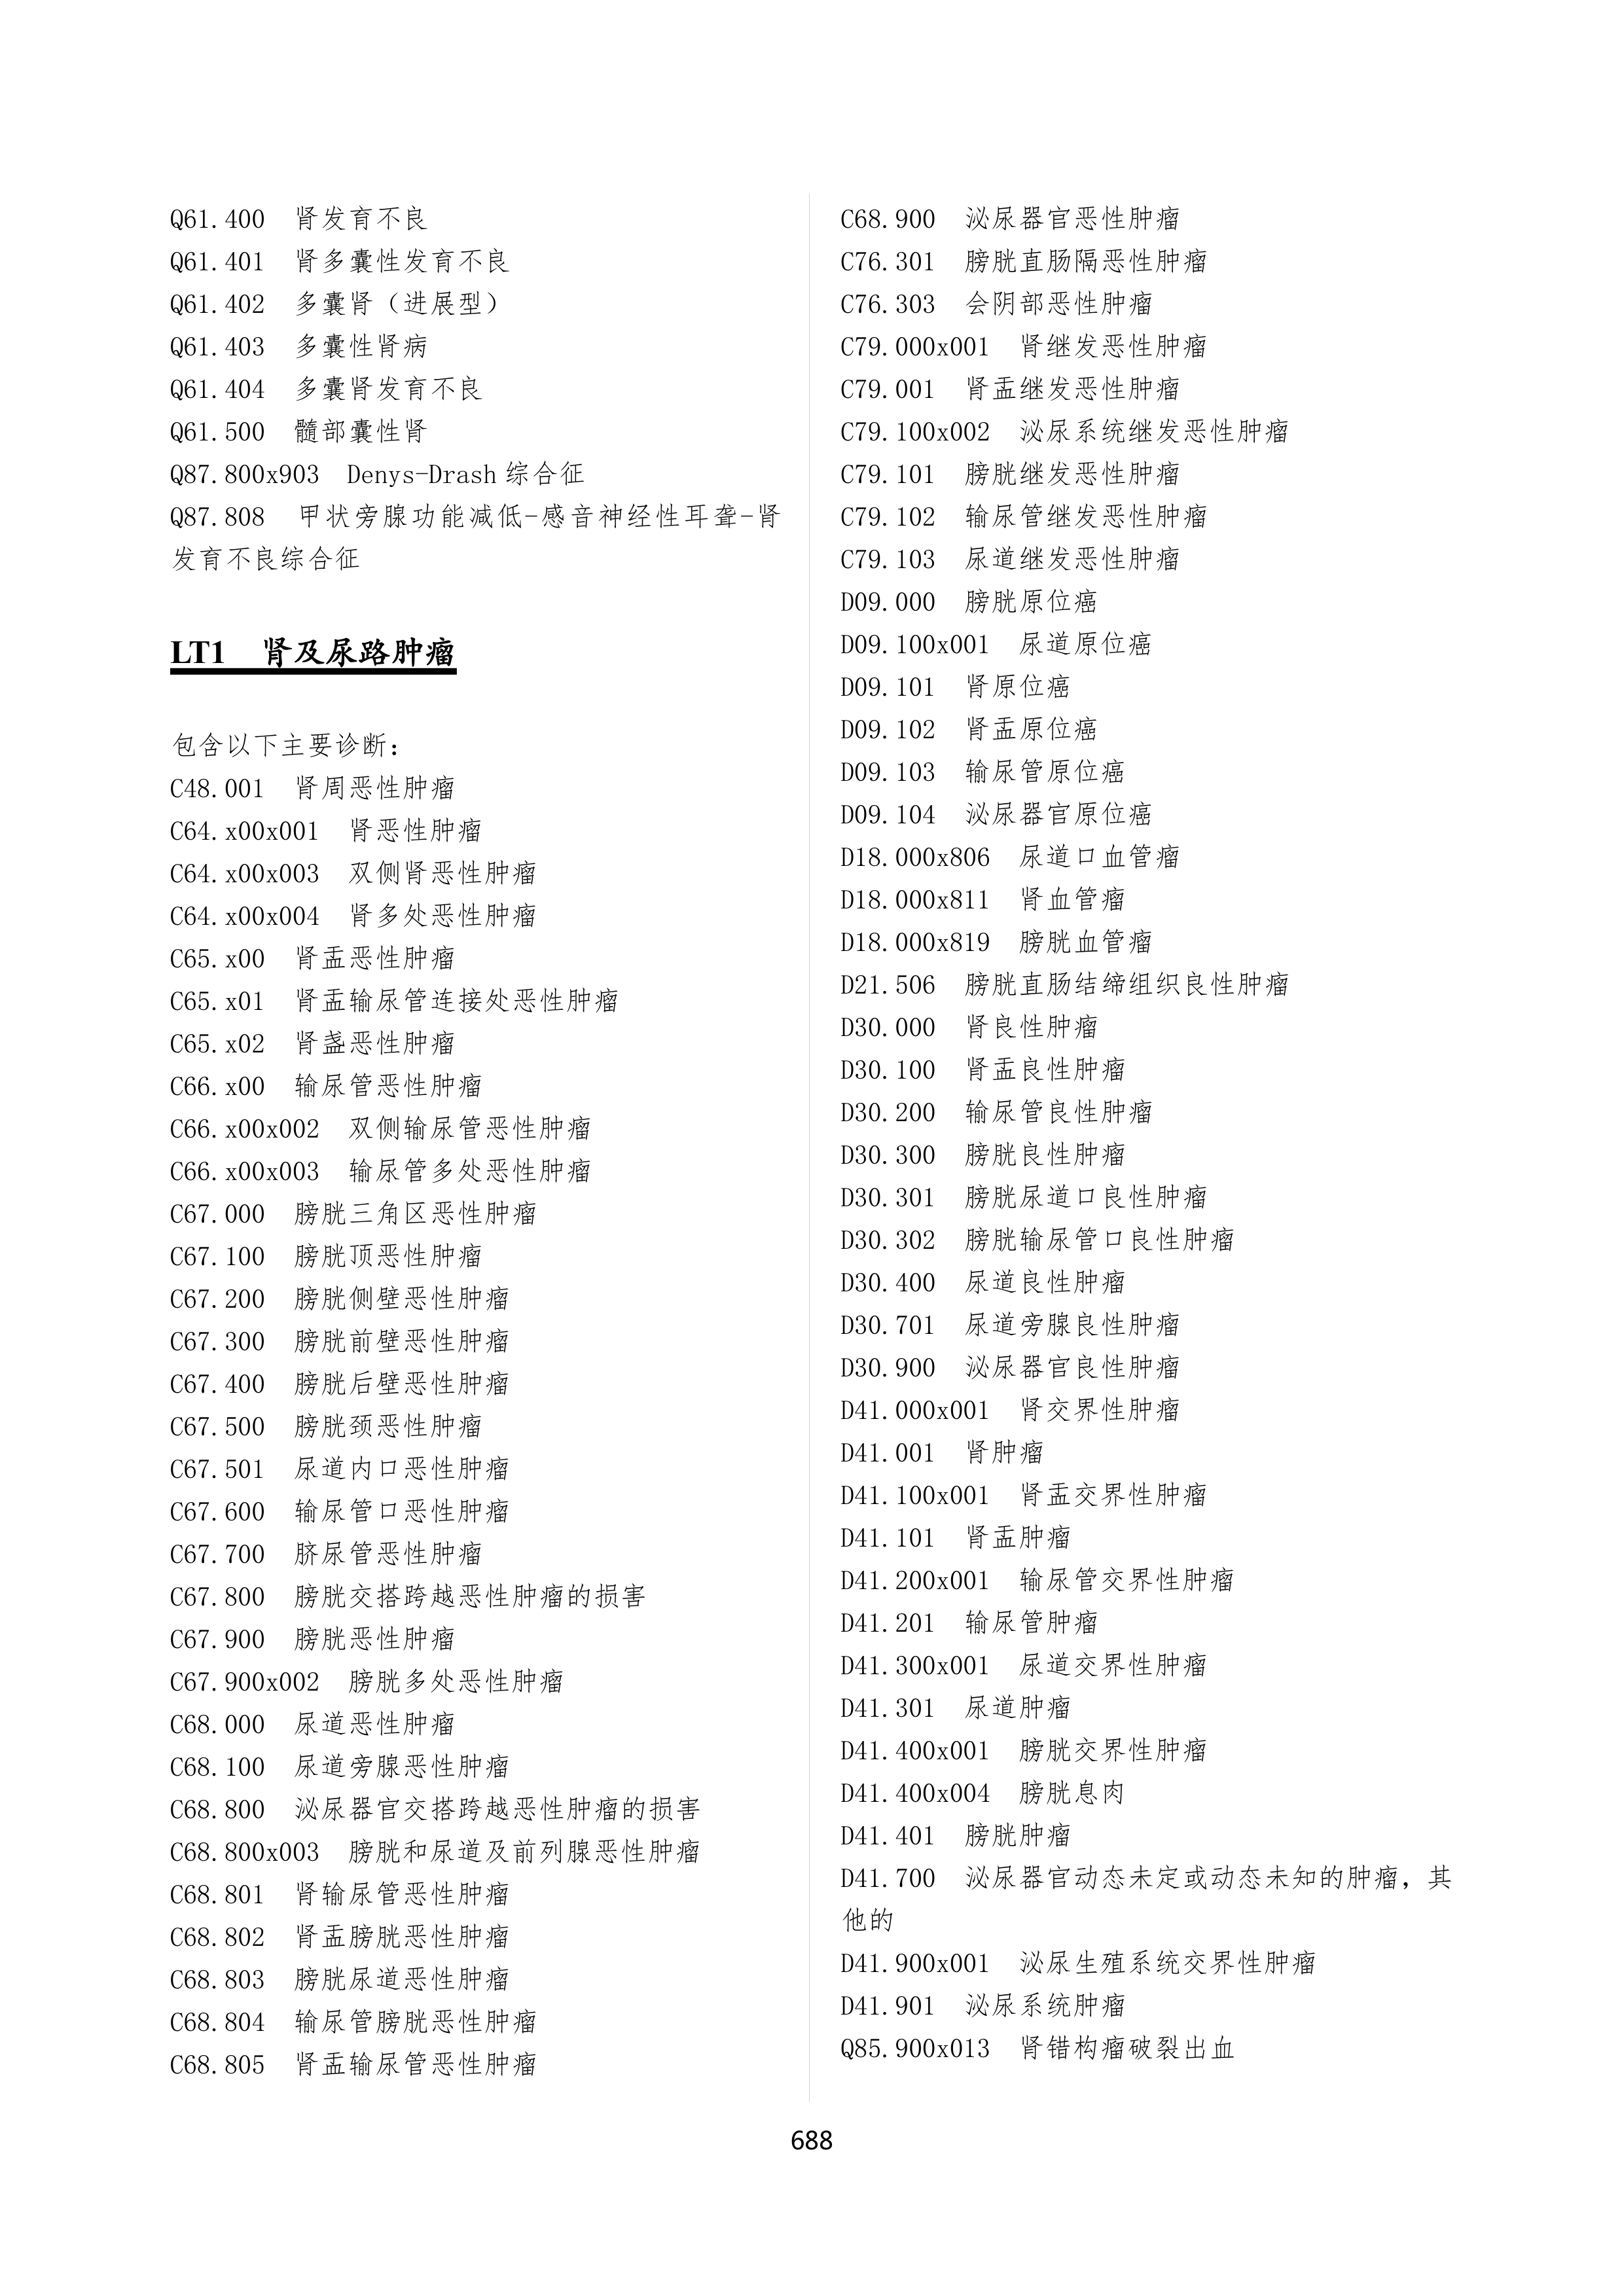 Q61.400 肾发育不良
Q61.401 肾多囊性发育不良
Q61.402 多囊肾（进展型）
Q61.403 多囊性肾病
Q61.404 多囊肾发育不良
Q61.500 髓部囊性肾
Q87.800x903 Denys-Drash 综合征
Q87.808 甲状旁腺功能减低-感音神经性耳聋-肾
发育不良综合征
LT1 肾及尿路肿瘤
包含以下主要诊断：
C48.001 肾周恶性肿瘤
C64.x00x001 肾恶性肿瘤
C64.x00x003 双侧肾恶性肿瘤
C64.x00x004 肾多处恶性肿瘤
C65.x00 肾盂恶性肿瘤
C65.x01 肾盂输尿管连接处恶性肿瘤
C65.x02 肾盏恶性肿瘤
C66.x00 输尿管恶性肿瘤
C66.x00x002 双侧输尿管恶性肿瘤
C66.x00x003 输尿管多处恶性肿瘤
C67.000 膀胱三角区恶性肿瘤
C67.100 膀胱顶恶性肿瘤
C67.200 膀胱侧壁恶性肿瘤
C67.300 膀胱前壁恶性肿瘤
C67.400 膀胱后壁恶性肿瘤
C67.500 膀胱颈恶性肿瘤
C67.501 尿道内口恶性肿瘤
C67.600 输尿管口恶性肿瘤
C67.700 脐尿管恶性肿瘤
C67.800 膀胱交搭跨越恶性肿瘤的损害
C67.900 膀胱恶性肿瘤
C67.900x002 膀胱多处恶性肿瘤
C68.000 尿道恶性肿瘤
C68.100 尿道旁腺恶性肿瘤
C68.800 泌尿器官交搭跨越恶性肿瘤的损害
C68.800x003 膀胱和尿道及前列腺恶性肿瘤
C68.801 肾输尿管恶性肿瘤
C68.802 肾盂膀胱恶性肿瘤
C68.803 膀胱尿道恶性肿瘤
C68.804 输尿管膀胱恶性肿瘤
C68.805 肾盂输尿管恶性肿瘤
C68.900 泌尿器官恶性肿瘤
C76.301 膀胱直肠隔恶性肿瘤
C76.303 会阴部恶性肿瘤
C79.000x001 肾继发恶性肿瘤
C79.001 肾盂继发恶性肿瘤
C79.100x002 泌尿系统继发恶性肿瘤
C79.101 膀胱继发恶性肿瘤
C79.102 输尿管继发恶性肿瘤
C79.103 尿道继发恶性肿瘤
D09.000 膀胱原位癌
D09.100x001 尿道原位癌
D09.101 肾原位癌
D09.102 肾盂原位癌
D09.103 输尿管原位癌
D09.104 泌尿器官原位癌
D18.000x806 尿道口血管瘤
D18.000x811 肾血管瘤
D18.000x819 膀胱血管瘤
D21.506 膀胱直肠结缔组织良性肿瘤
D30.000 肾良性肿瘤
D30.100 肾盂良性肿瘤
D30.200 输尿管良性肿瘤
D30.300 膀胱良性肿瘤
D30.301 膀胱尿道口良性肿瘤
D30.302 膀胱输尿管口良性肿瘤
D30.400 尿道良性肿瘤
D30.701 尿道旁腺良性肿瘤
D30.900 泌尿器官良性肿瘤
D41.000x001 肾交界性肿瘤
D41.001 肾肿瘤
D41.100x001 肾盂交界性肿瘤
D41.101 肾盂肿瘤
D41.200x001 输尿管交界性肿瘤
D41.201 输尿管肿瘤
D41.300x001 尿道交界性肿瘤
D41.301 尿道肿瘤
D41.400x001 膀胱交界性肿瘤
D41.400x004 膀胱息肉
D41.401 膀胱肿瘤
D41.700 泌尿器官动态未定或动态未知的肿瘤，其
他的
D41.900x001 泌尿生殖系统交界性肿瘤
D41.901 泌尿系统肿瘤
Q85.900x013 肾错构瘤破裂出血
688